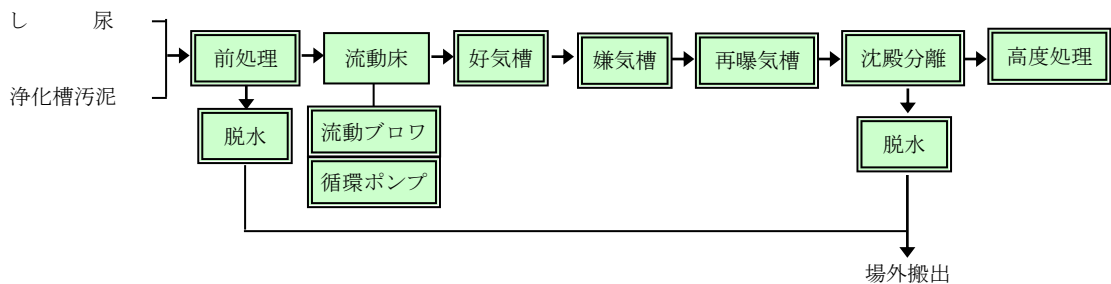 し 尿
浄化槽汚泥
前処理
流動床
好気槽
嫌気槽
再曝気槽
沈殿分離
高度処理
脱水
流動ブロワ
循環ポンプ
脱水
場外搬出